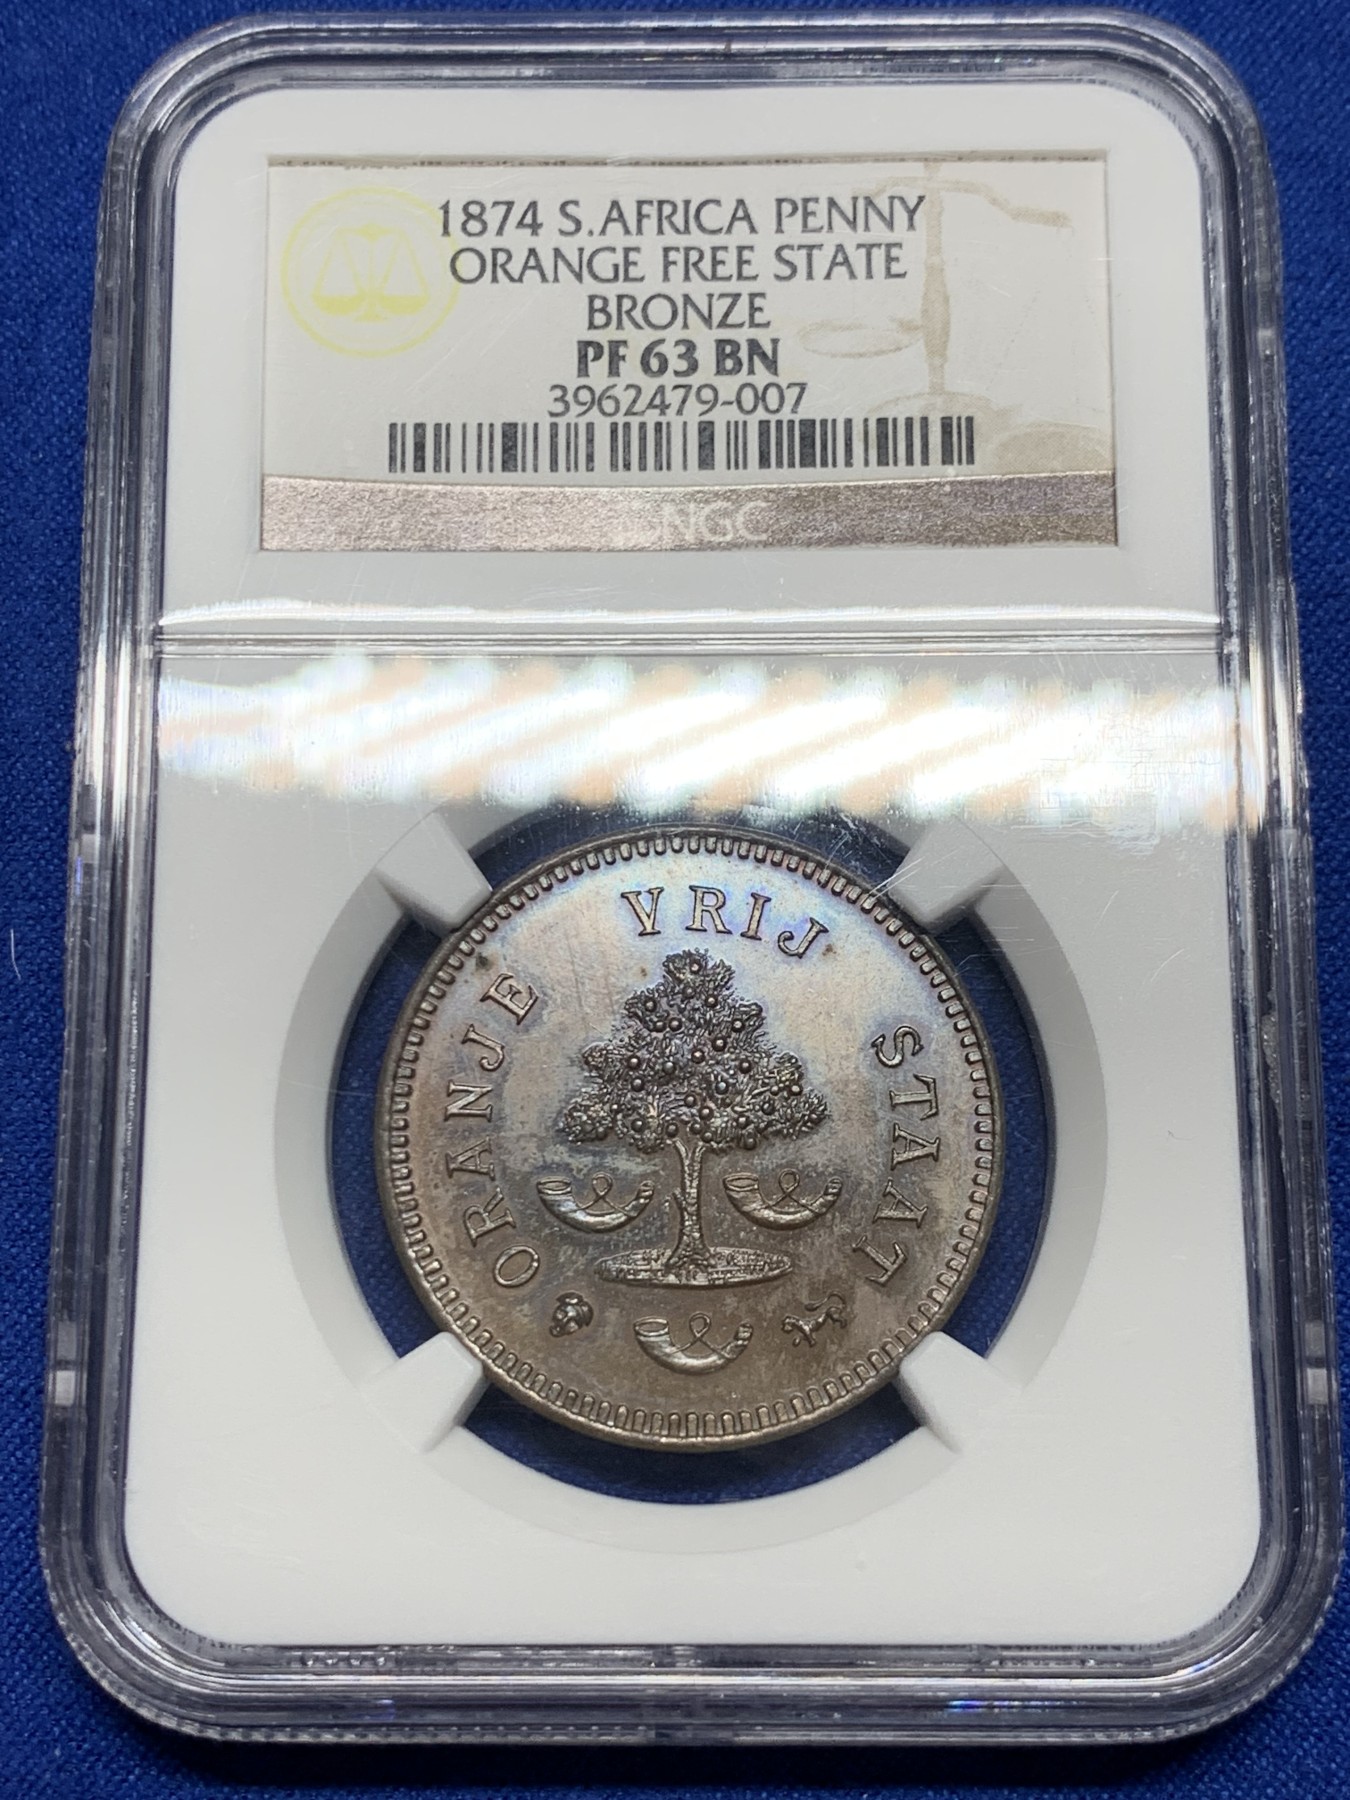 1874 S.AFRICA PENNY
ORANGE FREE STATE
BRONZE
PF 63 BN
3962479-007
NGC
ORANJE VRIJ STAAT